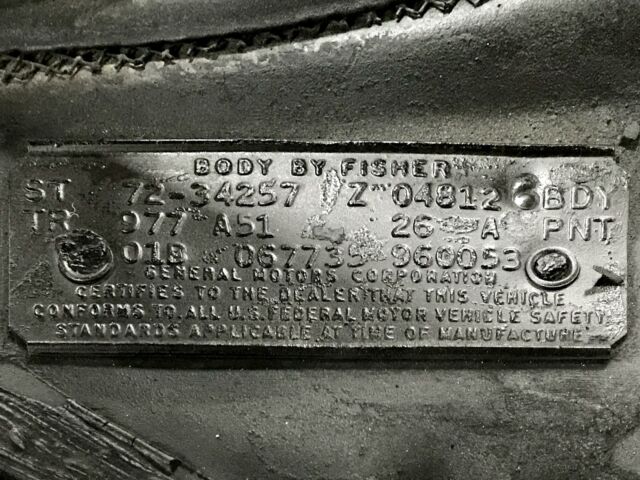 BODY BY FISHER
ST 72-34257 Z 04812 BDY
TR 977 A51 26 A PNT
01B 067735 960053
GENERAL MOTORS CORPORATION
CERTIFIES TO THE DEALER THAT THIS VEHICLE
CONFORMS TO ALL U.S. FEDERAL MOTOR VEHICLE SAFETY
STANDARDS APPLICABLE AT TIME OF MANUFACTURE